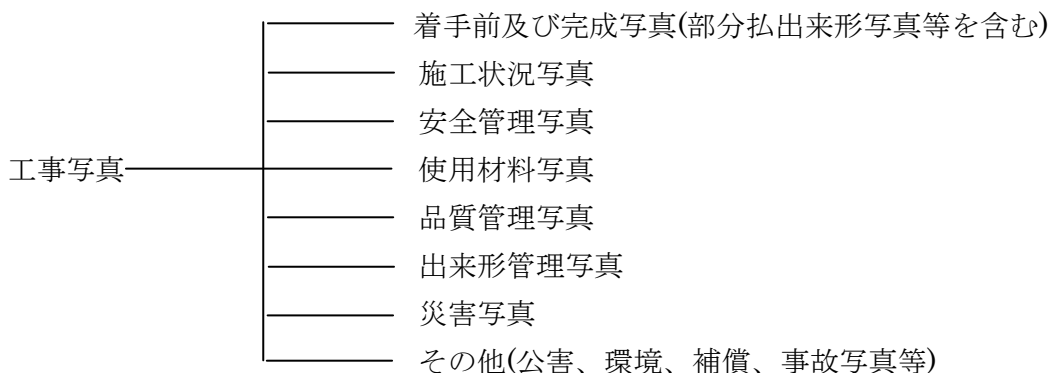 着手前及び完成写真(部分払出来形写真等を含む)
施工状況写真
安全管理写真
工事写真
使用材料写真
品質管理写真
出来形管理写真
災害写真
その他(公害、環境、補償、事故写真等)